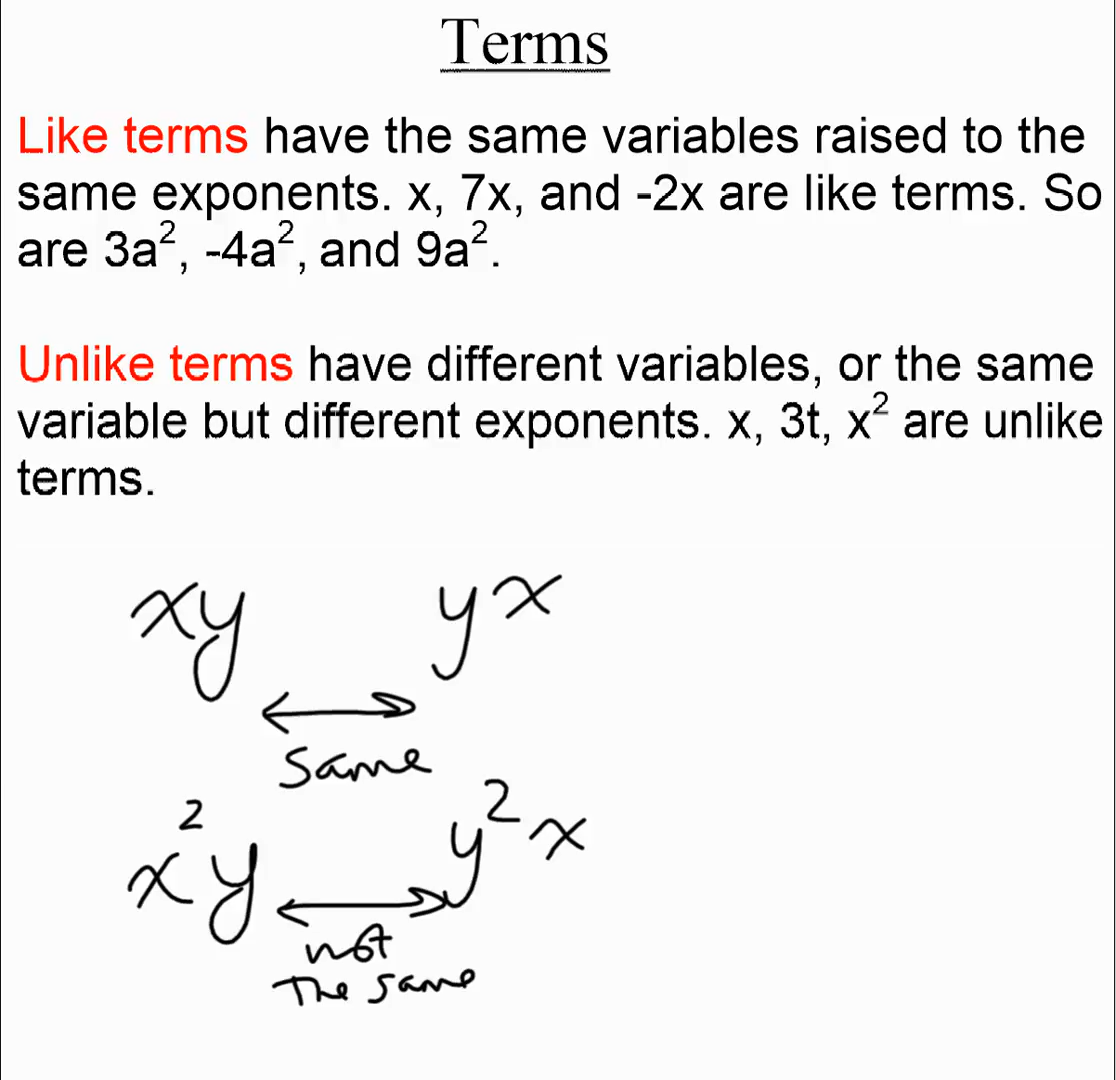 Terms
Like terms have the same variables raised to the
same exponents. x, 7x, and -2x are like terms. So
are 3a², -4a², and 9a².
Unlike terms have different variables, or the same
variable but different exponents. x, 3t, x² are unlike
terms.
xy yx
same
x²y y²x
not
The same